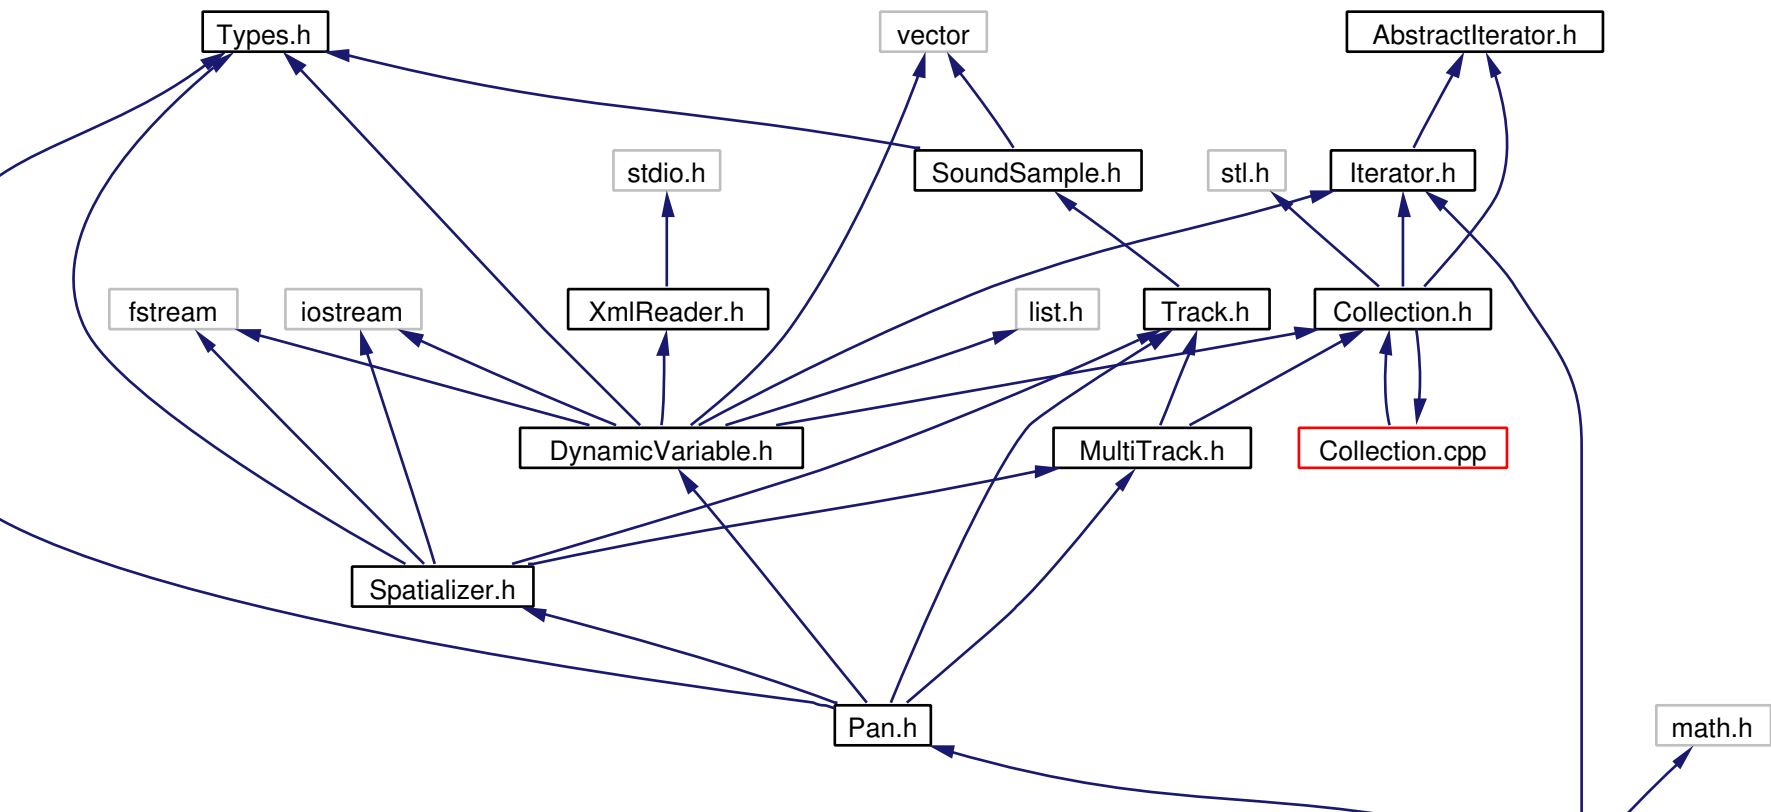 Types.h
vector
AbstractIterator.h
stdio.h
SoundSample.h
stl.h
Iterator.h
fstream
iostream
XmlReader.h
list.h
Track.h
Collection.h
DynamicVariable.h
MultiTrack.h
Collection.cpp
Spatializer.h
Pan.h
math.h